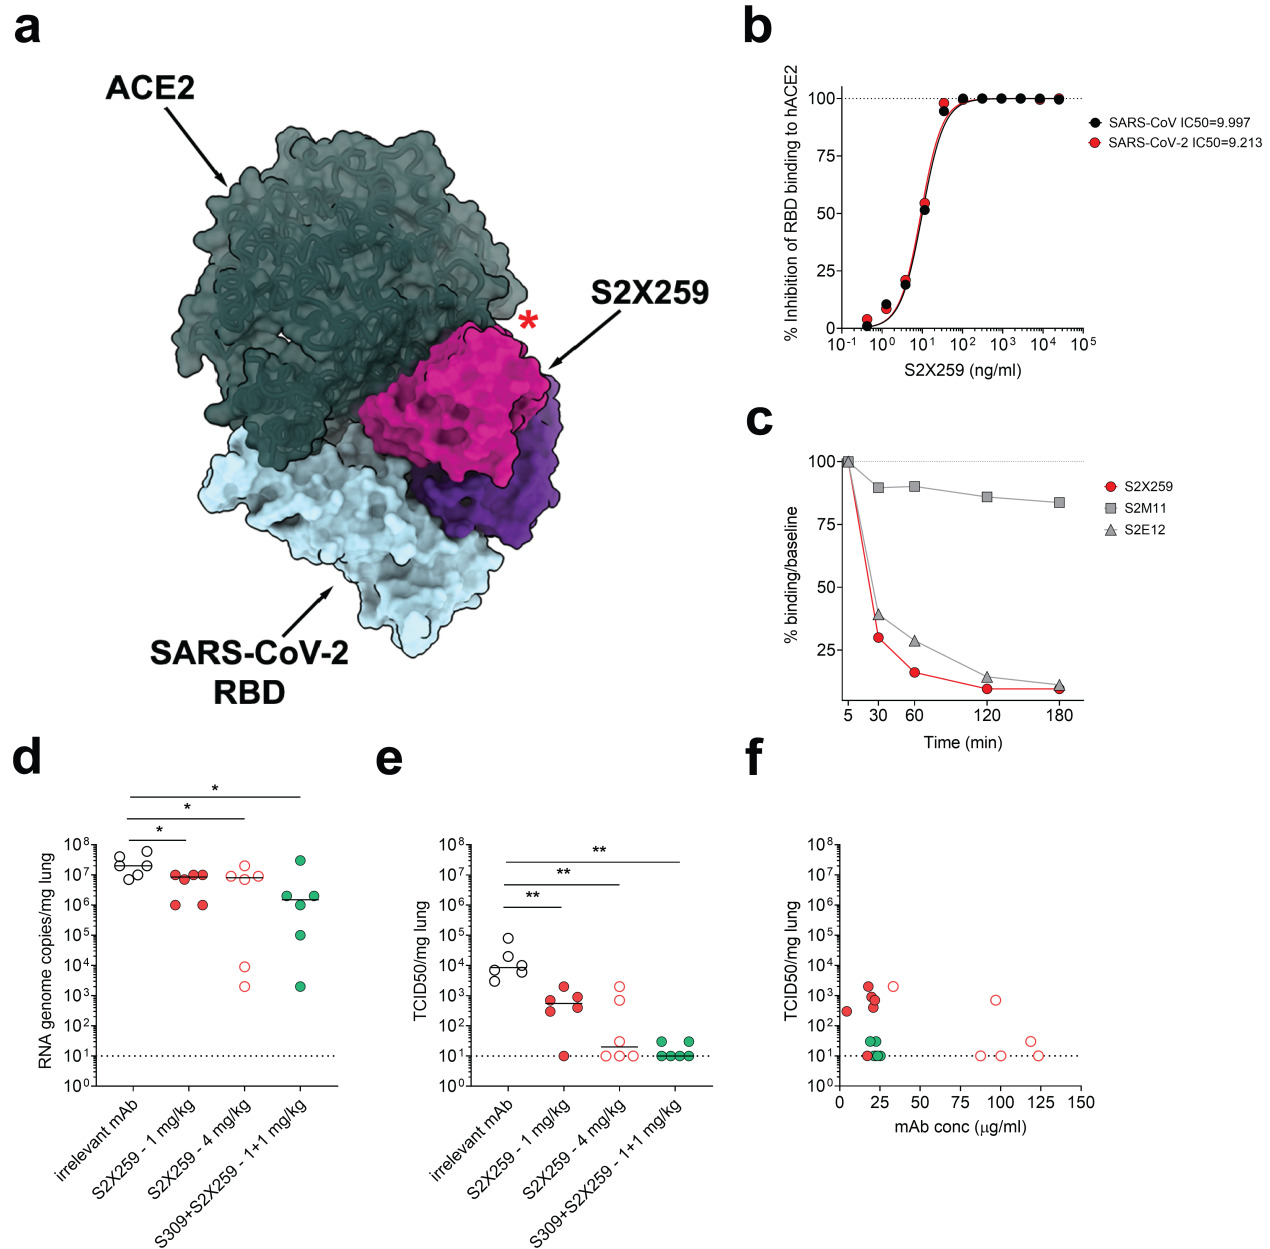 a
ACE2
S2X259
*
SARS-CoV-2
RBD
b
% Inhibition of RBD binding to hACE2
100
75
50
25
0
10-1 10⁰ 10¹ 10² 10³ 10⁴ 10⁵
S2X259 (ng/ml)
SARS-CoV IC50=9.997
SARS-CoV-2 IC50=9.213
c
% binding/baseline
100
75
50
25
5 30 60 120 180
Time (min)
S2X259
S2M11
S2E12
d
*
*
*
RNA genome copies/mg lung
10⁸
10⁷
10⁶
10⁵
10⁴
10³
10²
10¹
10⁰
irrelevant mAb
S2X259 - 1 mg/kg
S2X259 - 4 mg/kg
S309+S2X259 - 1+1 mg/kg
e
**
**
**
TCID50/mg lung
10⁸
10⁷
10⁶
10⁵
10⁴
10³
10²
10¹
10⁰
irrelevant mAb
S2X259 - 1 mg/kg
S2X259 - 4 mg/kg
S309+S2X259 - 1+1 mg/kg
f
TCID50/mg lung
10⁸
10⁷
10⁶
10⁵
10⁴
10³
10²
10¹
10⁰
0 25 50 75 100 125 150
mAb conc (µg/ml)